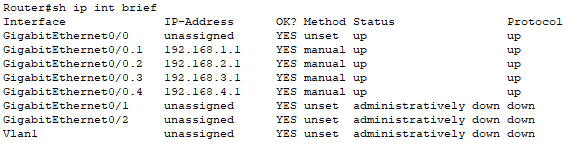 Router#sh ip int brief
Interface              IP-Address      OK? Method Status                Protocol
GigabitEthernet0/0     unassigned      YES unset  up                    up
GigabitEthernet0/0.1   192.168.1.1     YES manual up                    up
GigabitEthernet0/0.2   192.168.2.1     YES manual up                    up
GigabitEthernet0/0.3   192.168.3.1     YES manual up                    up
GigabitEthernet0/0.4   192.168.4.1     YES manual up                    up
GigabitEthernet0/1     unassigned      YES unset  administratively down down
GigabitEthernet0/2     unassigned      YES unset  administratively down down
Vlan1                  unassigned      YES unset  administratively down down